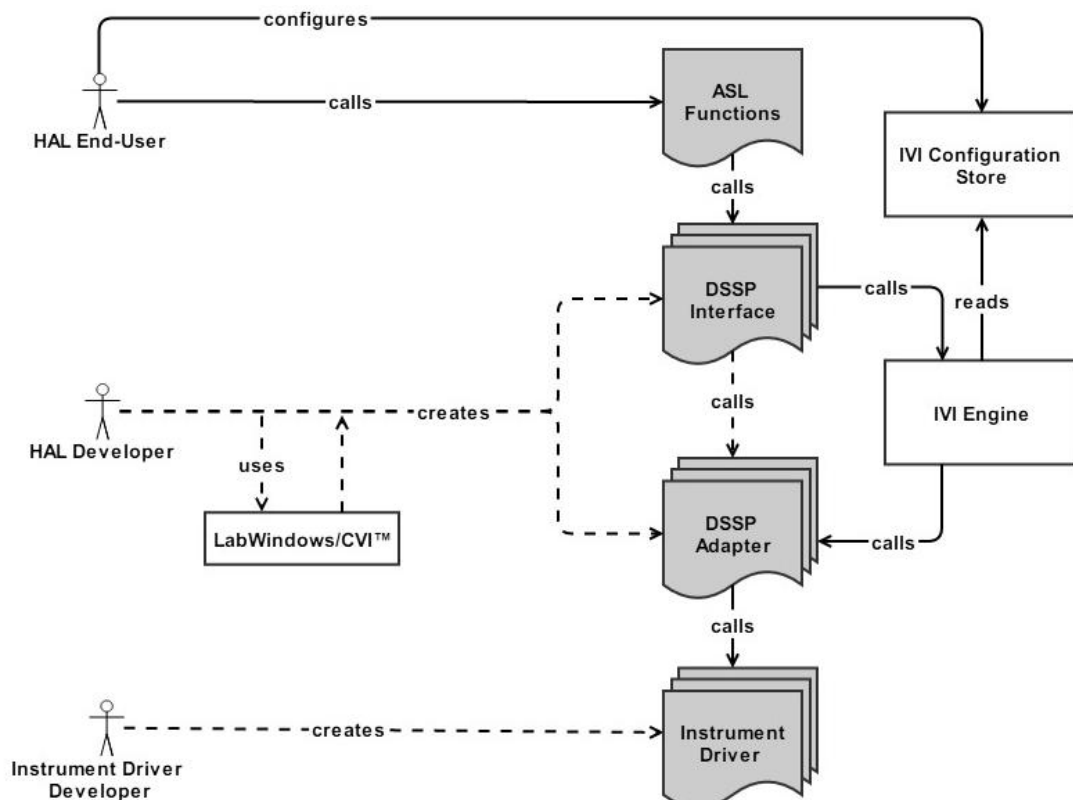 configures
HAL End-User
calls
ASL
Functions
IVI Configuration
Store
calls
DSSP
Interface
calls
reads
HAL Developer
creates
calls
IVI Engine
uses
LabWindows/CVI™
DSSP
Adapter
calls
calls
Instrument Driver
Developer
creates
Instrument
Driver